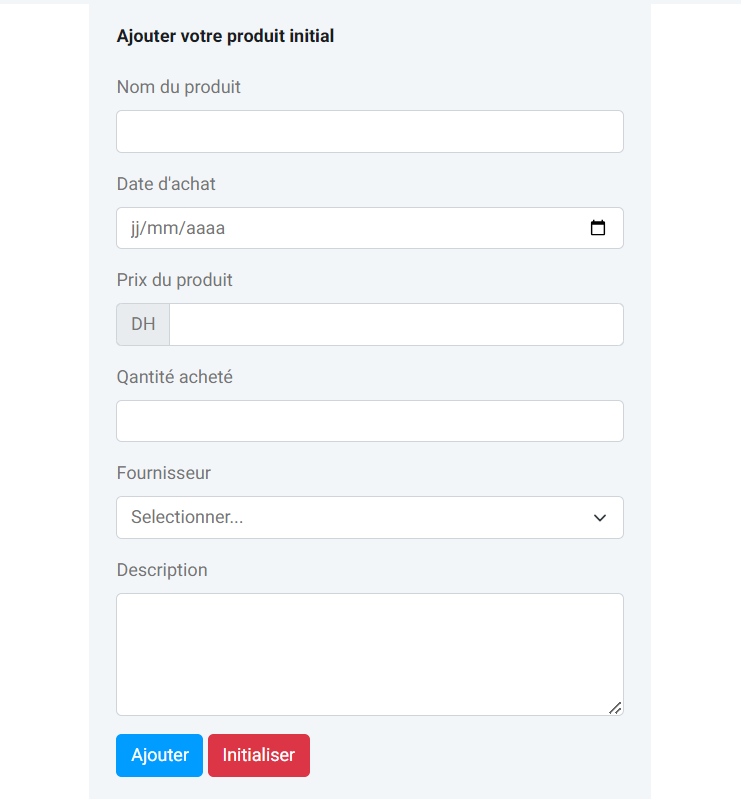 Ajouter votre produit initial
Nom du produit
Date d'achat
jj/mm/aaaa
Prix du produit
DH
Qantité acheté
Fournisseur
Selectionner...
Description
Ajouter Initialiser